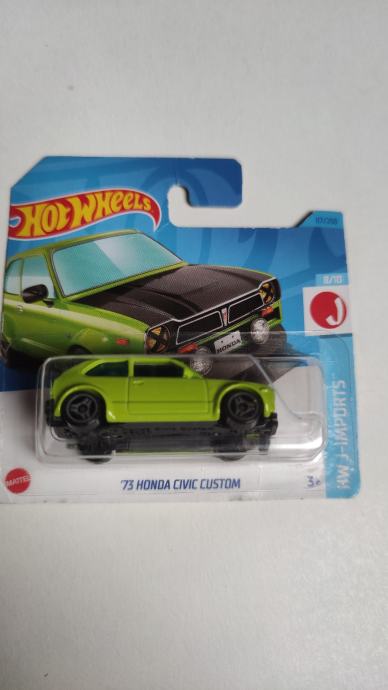 HOT WHEELS
8/10
J
HONDA
HW J-IMPORTS
MATTEL
'73 HONDA CIVIC CUSTOM
3+